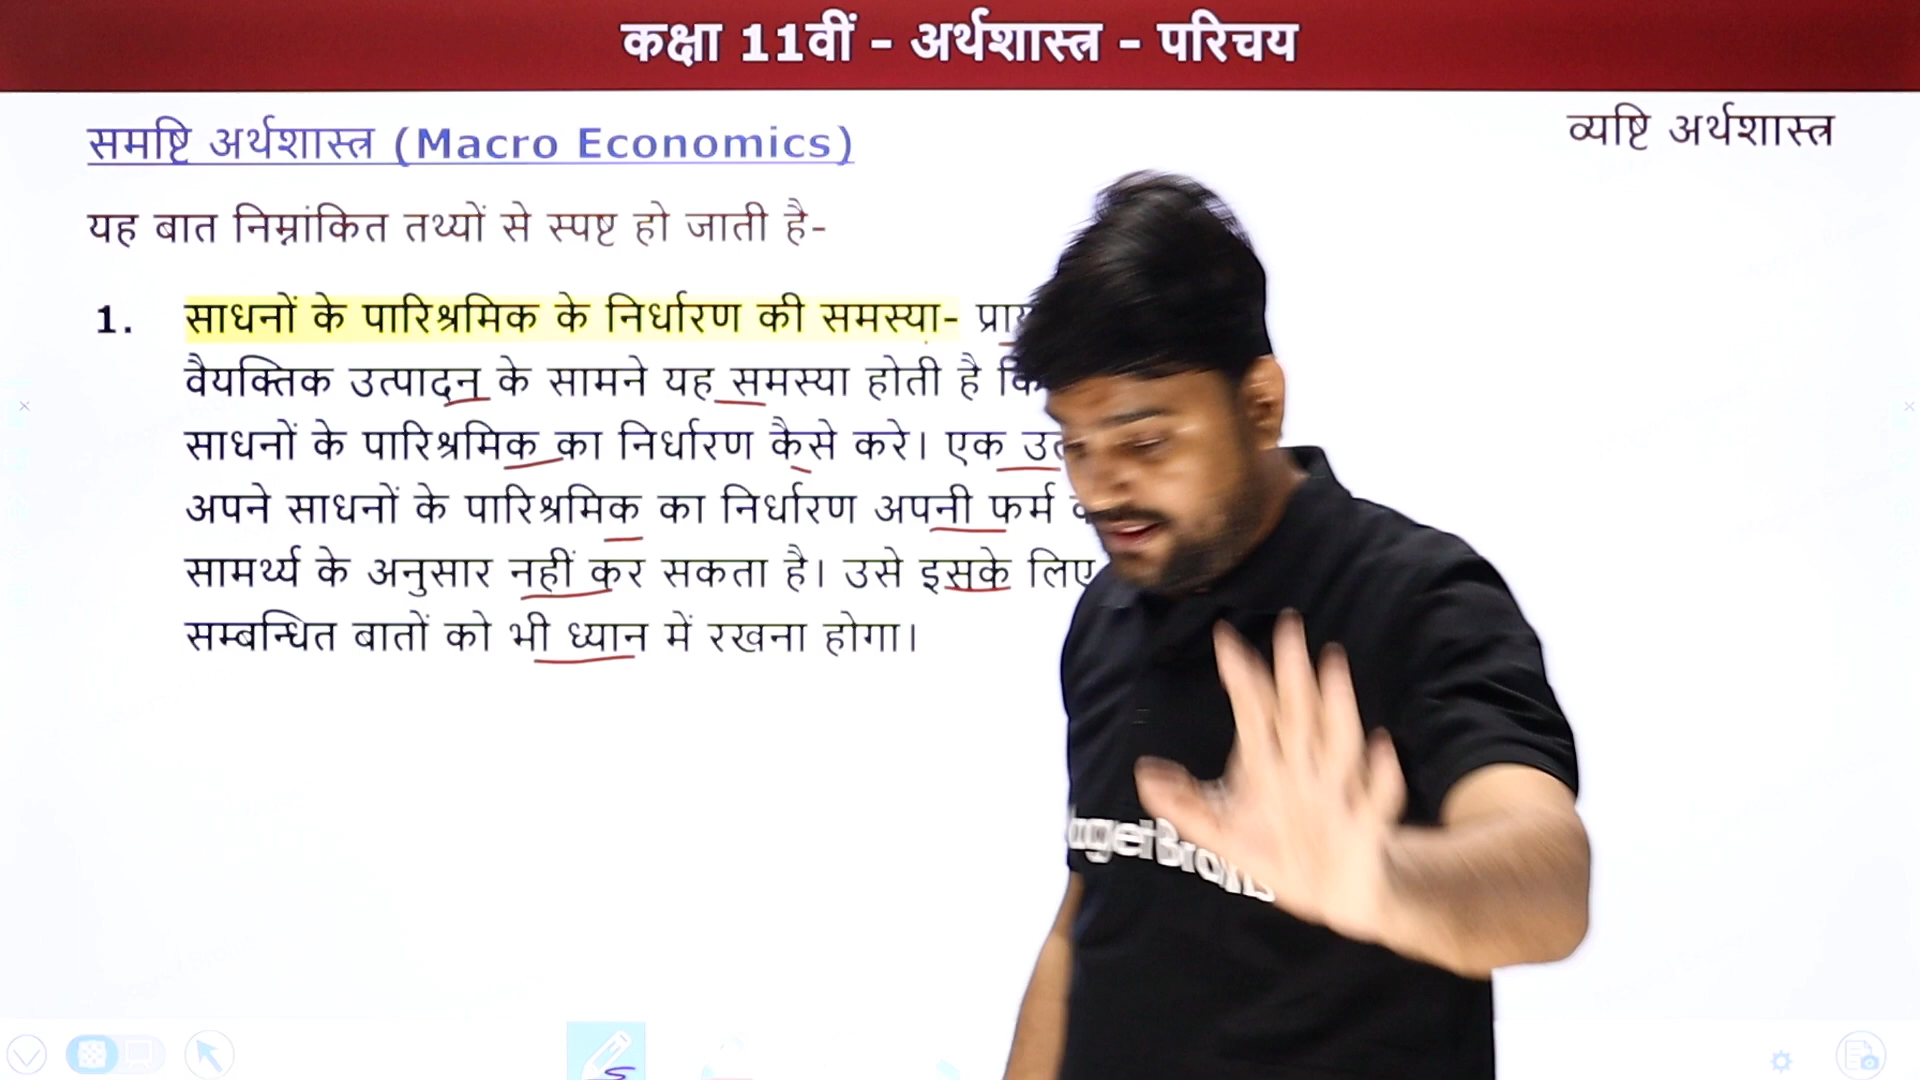 कक्षा 11वीं - अर्थशास्त्र - परिचय
व्यष्टि अर्थशास्त्र
समष्टि अर्थशास्त्र (Macro Economics)
यह बात निम्नांकित तथ्यों से स्पष्ट हो जाती है-
1. साधनों के पारिश्रमिक के निर्धारण की समस्या-
वैयक्तिक उत्पादन के सामने यह समस्या होती है
साधनों के पारिश्रमिक का निर्धारण कैसे करे। एक
अपने साधनों के पारिश्रमिक का निर्धारण अपनी फर्म
सामर्थ्य के अनुसार नहीं कर सकता है। उसे इसके लिए
सम्बन्धित बातों को भी ध्यान में रखना होगा।